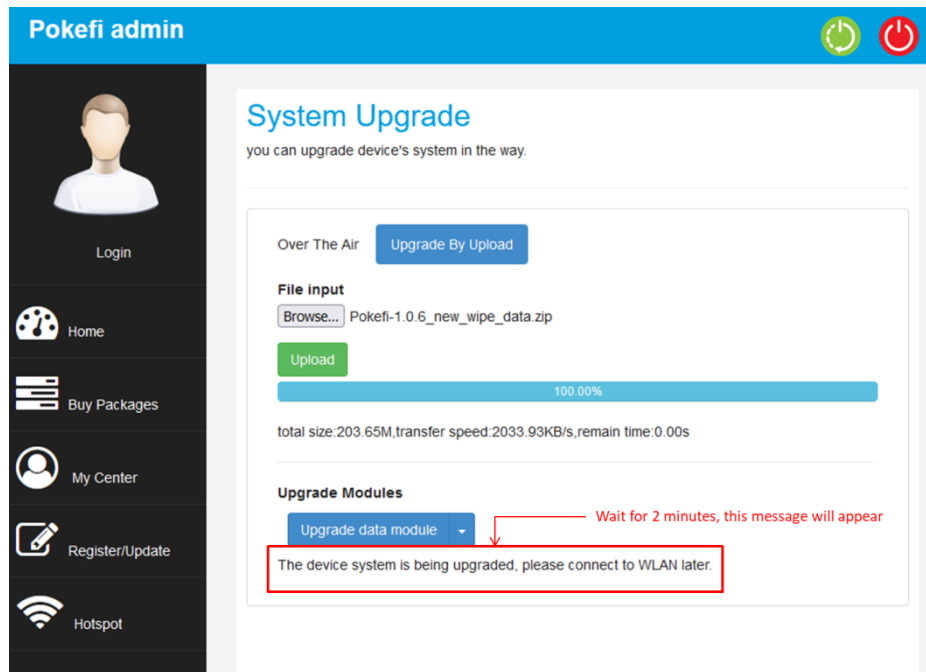 Pokefi admin
System Upgrade
you can upgrade device's system in the way.
Login
Over The Air Upgrade By Upload
File input
Browse... Pokefi-1.0.6_new_wipe_data.zip
Home
Upload
100.00%
Buy Packages
total size:203.65M,transfer speed:2033.93KB/s,remain time:0.00s
My Center
Upgrade Modules
Wait for 2 minutes, this message will appear
Upgrade data module
Register/Update
The device system is being upgraded, please connect to WLAN later.
Hotspot